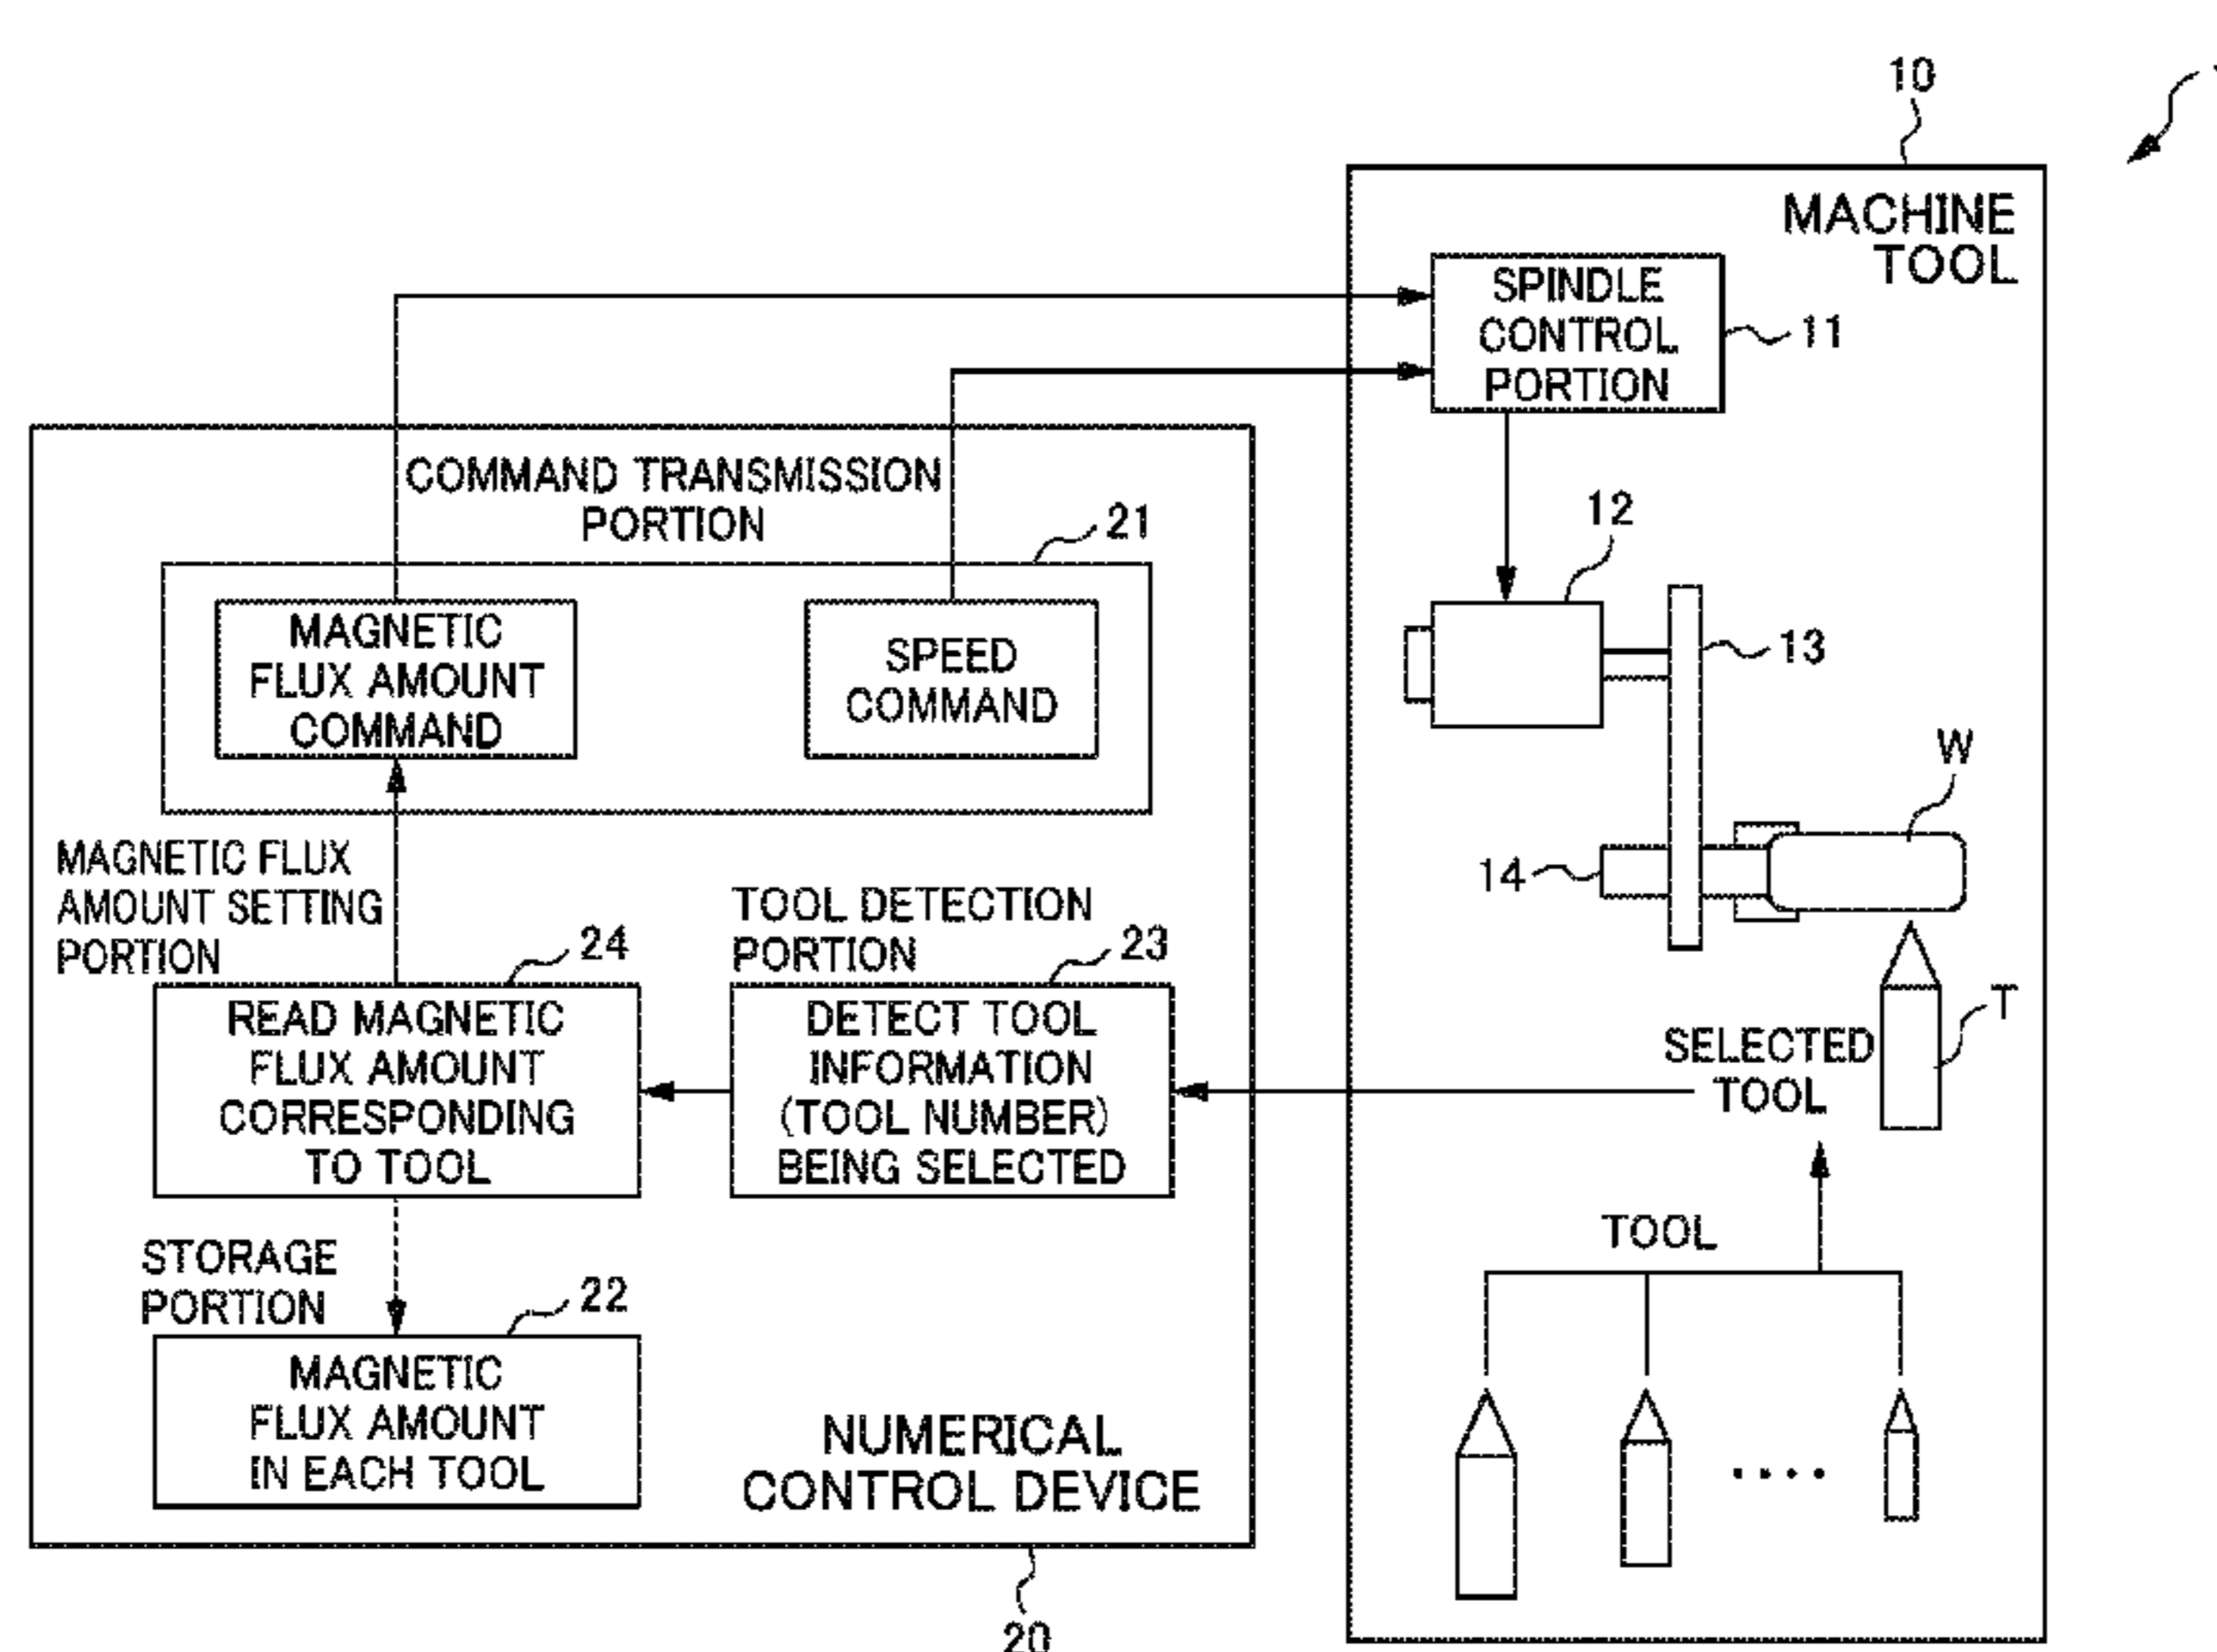 10
MACHINE
TOOL
SPINDLE
CONTROL
PORTION
11
COMMAND TRANSMISSION
PORTION
21
MAGNETIC
FLUX AMOUNT
COMMAND
SPEED
COMMAND
12
13
W
14
MAGNETIC FLUX
AMOUNT SETTING
PORTION
24
TOOL DETECTION
PORTION
23
READ MAGNETIC
FLUX AMOUNT
CORRESPONDING
TO TOOL
DETECT TOOL
INFORMATION
(TOOL NUMBER)
BEING SELECTED
SELECTED
TOOL
T
STORAGE
PORTION
22
MAGNETIC
FLUX AMOUNT
IN EACH TOOL
TOOL
NUMERICAL
CONTROL DEVICE
20